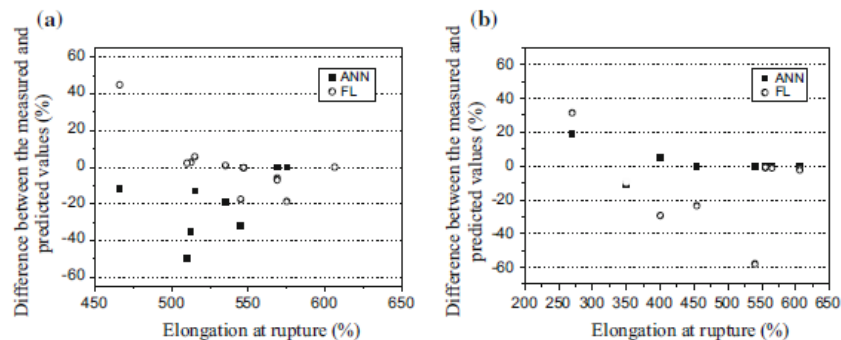 (a)
Difference between the measured and
predicted values (%)
60
40
20
0
-20
-40
-60
ANN
FL
450
500
550
600
650
Elongation at rupture (%)
(b)
Difference between the measured and
predicted values (%)
60
40
20
0
-20
-40
-60
ANN
FL
200
250
300
350
400
450
500
550
600
650
Elongation at rupture (%)